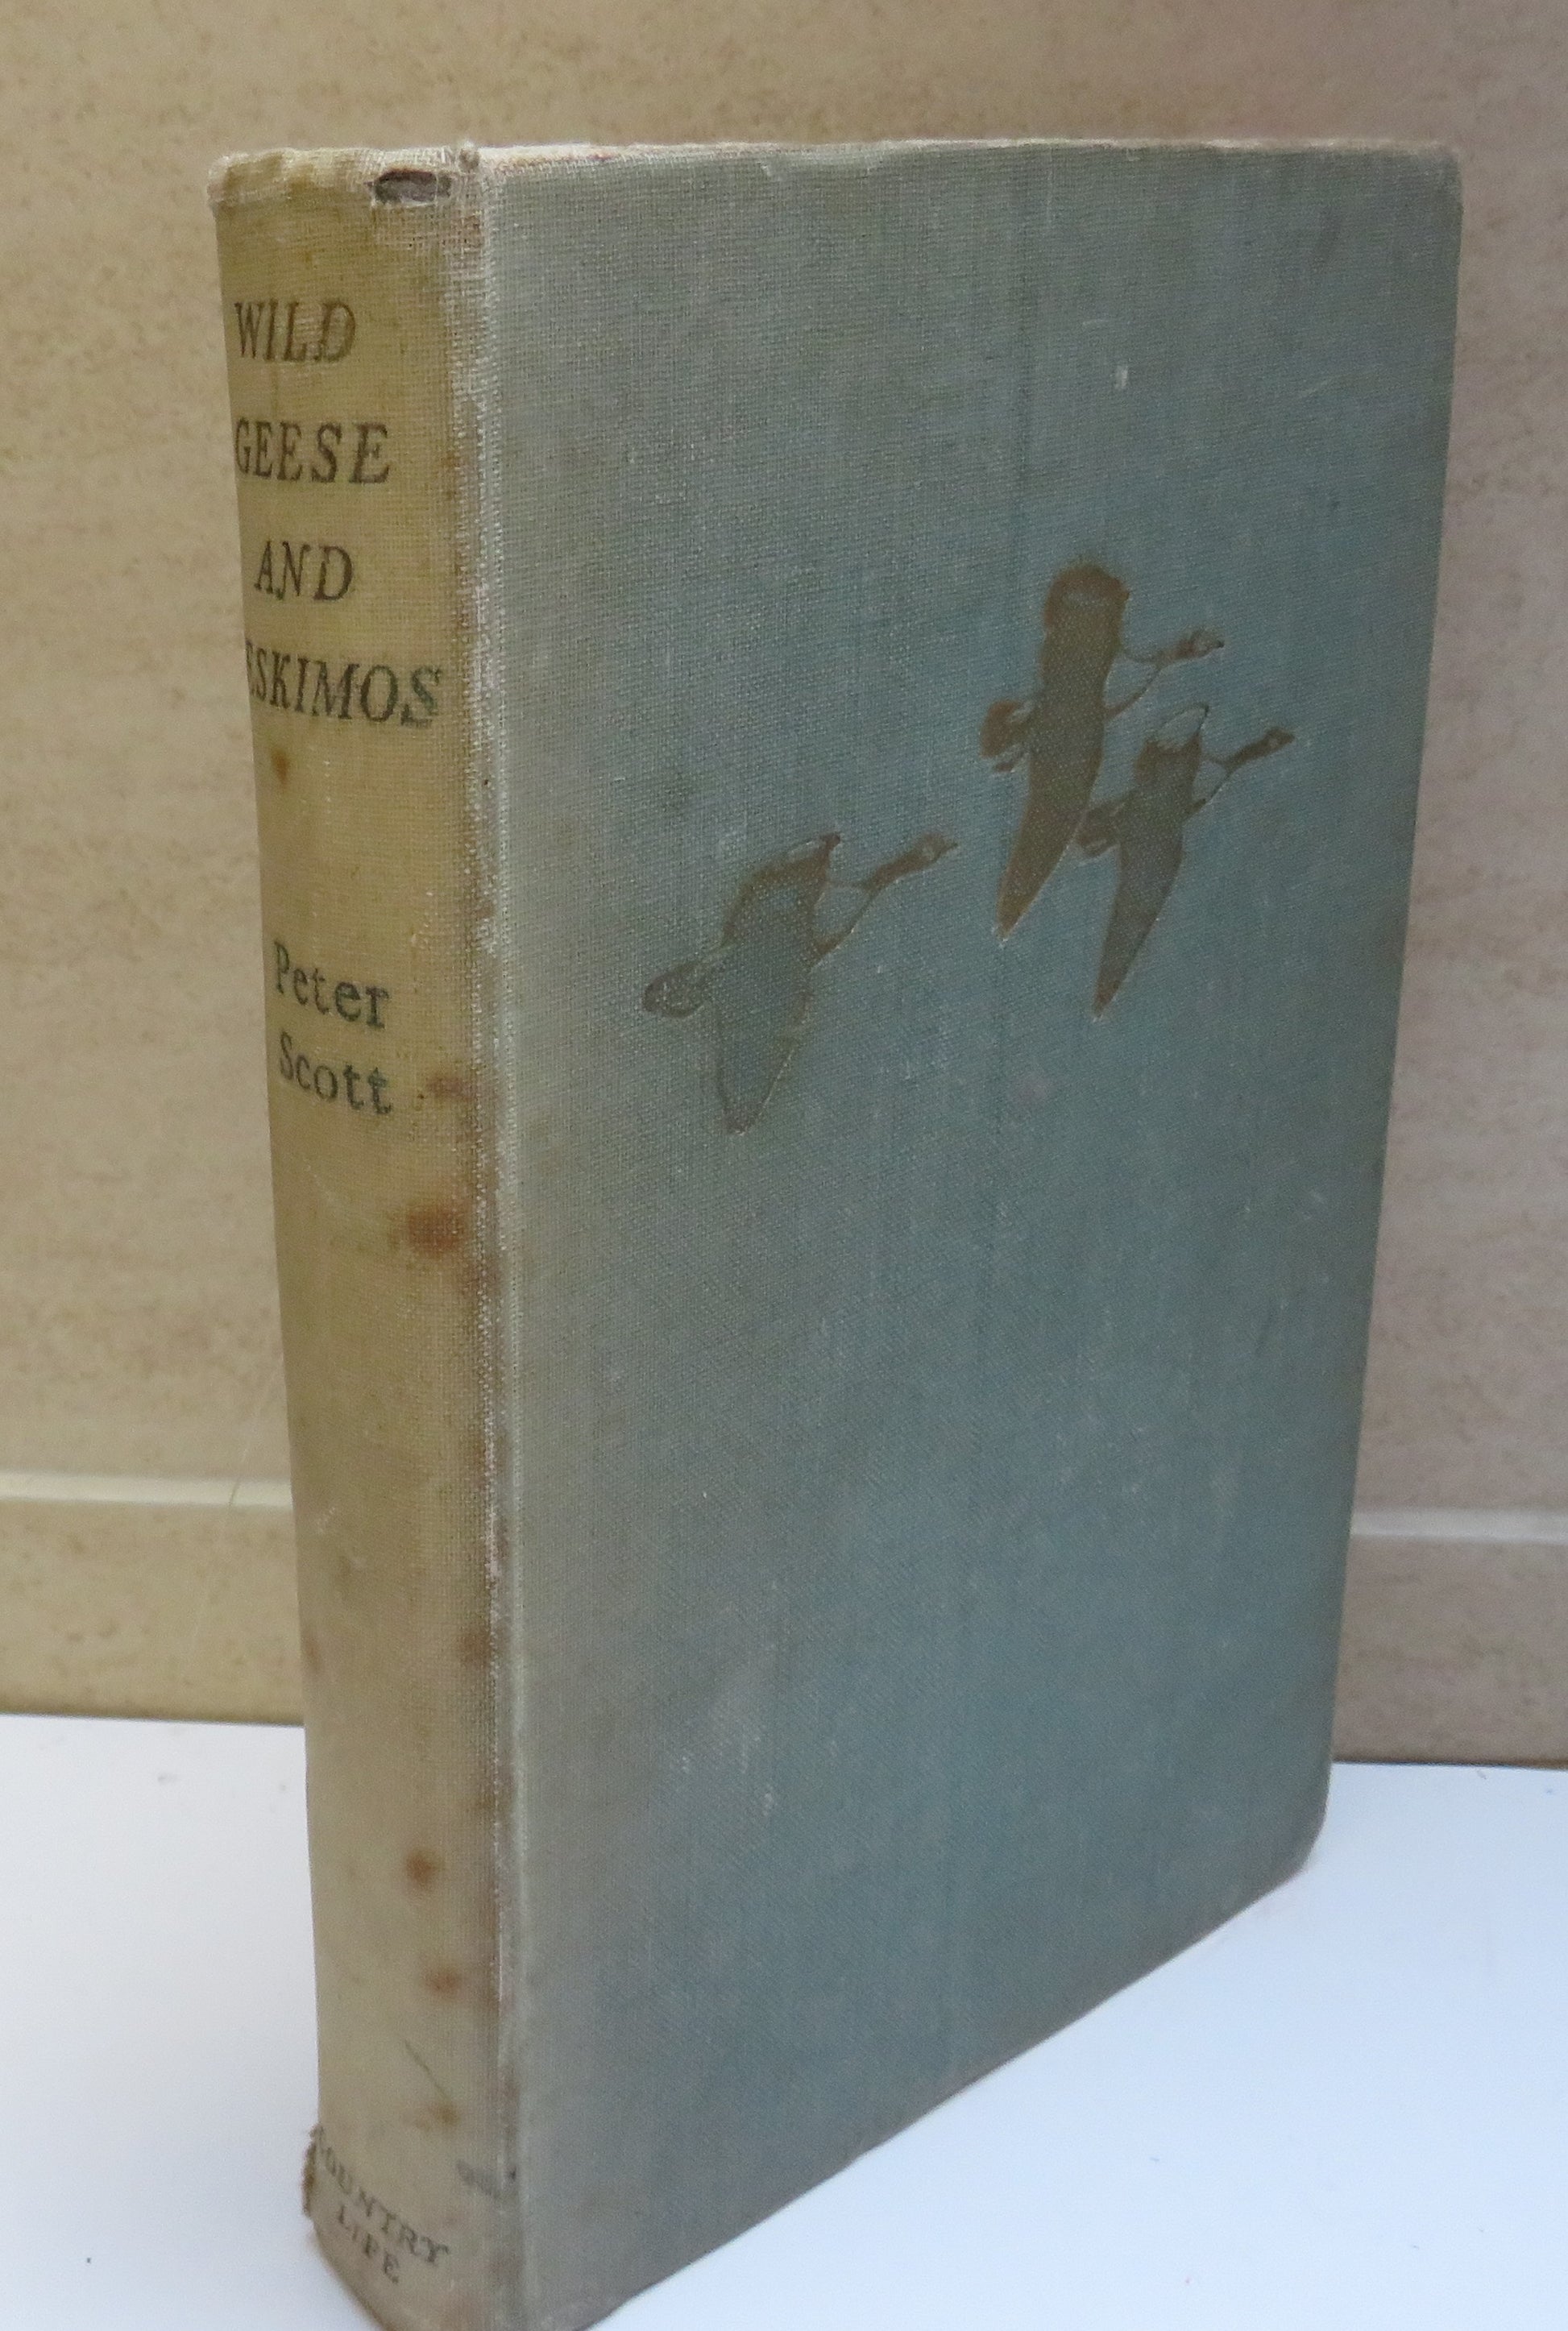 WILD
GEESE
AND
ESKIMOS
Peter
Scott
COUNTRY
LIFE